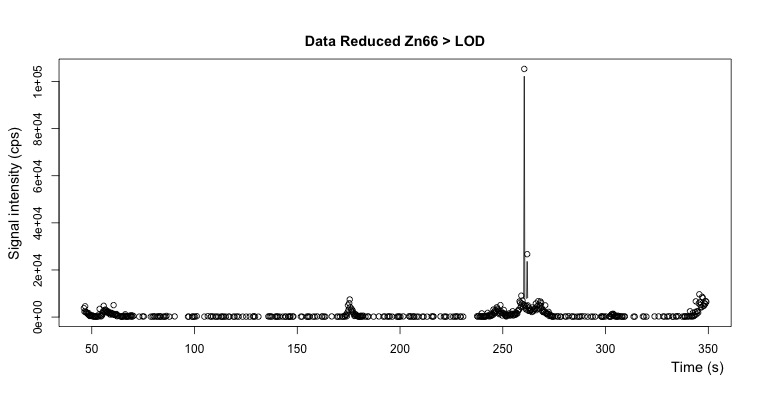 Data Reduced Zn66 > LOD
Signal intensity (cps)
1e+05
8e+04
6e+04
4e+04
2e+04
0e+00
50 100 150 200 250 300 350
Time (s)